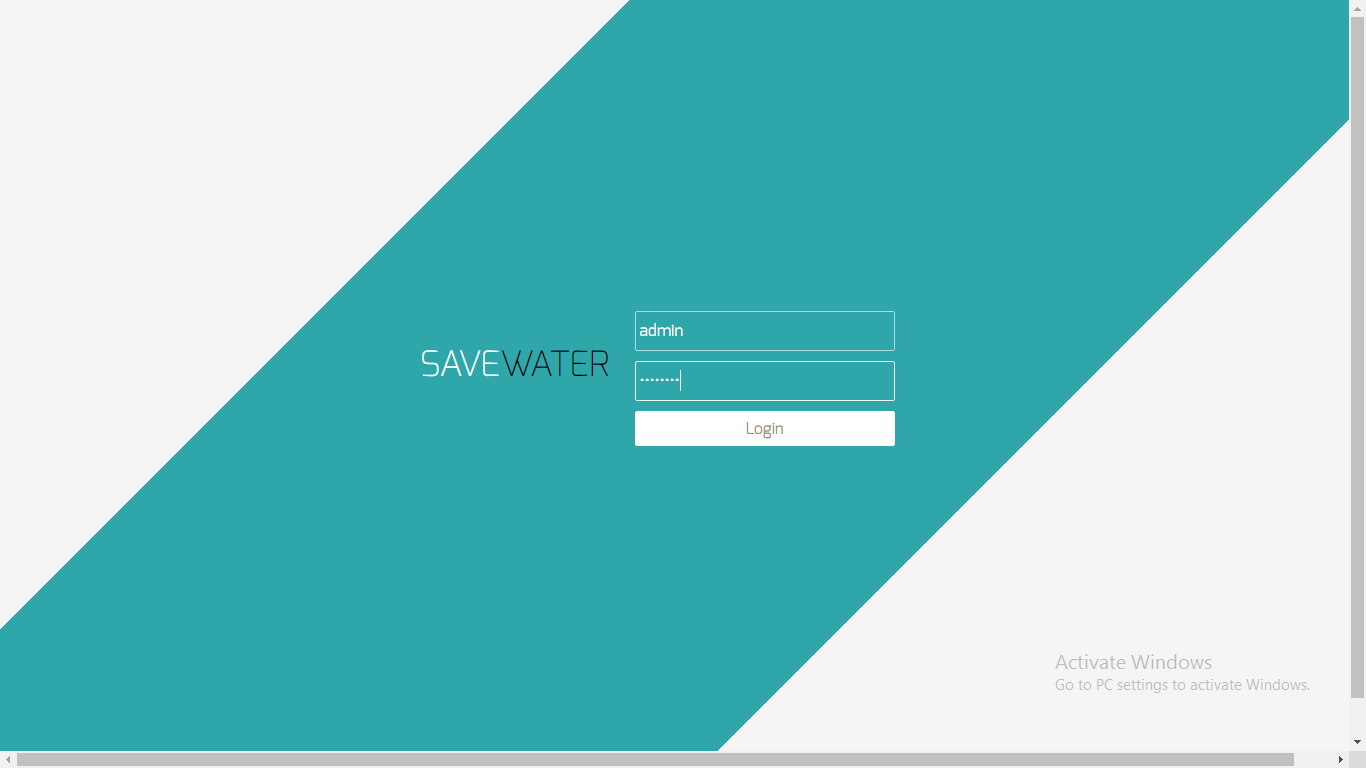 admin
SAVEWATER
••••••••
Login
Activate Windows
Go to PC settings to activate Windows.